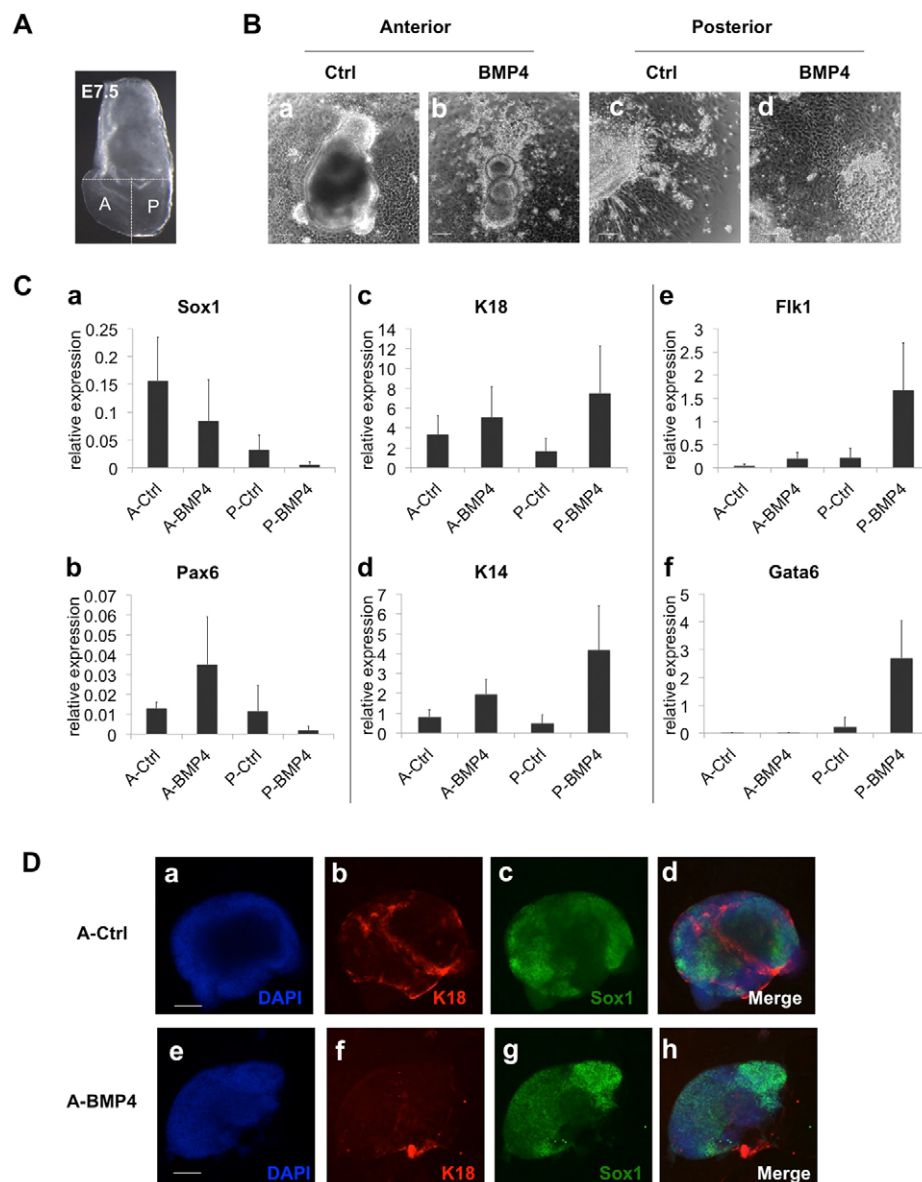 A
E7.5
A P
B
Anterior Posterior
Ctrl BMP4 Ctrl BMP4
a b c d
C
a
Sox1
relative expression
0.25
0.2
0.15
0.1
0.05
0
A-Ctrl
A-BMP4
P-Ctrl
P-BMP4
c
K18
relative expression
14
12
10
8
6
4
2
0
A-Ctrl
A-BMP4
P-Ctrl
P-BMP4
e
Flk1
relative expression
3
2.5
2
1.5
1
0.5
0
A-Ctrl
A-BMP4
P-Ctrl
P-BMP4
b
Pax6
relative expression
0.07
0.06
0.05
0.04
0.03
0.02
0.01
0
A-Ctrl
A-BMP4
P-Ctrl
P-BMP4
d
K14
relative expression
7
6
5
4
3
2
1
0
A-Ctrl
A-BMP4
P-Ctrl
P-BMP4
f
Gata6
relative expression
5
4
3
2
1
0
A-Ctrl
A-BMP4
P-Ctrl
P-BMP4
D
A-Ctrl
a b c d
DAPI K18 Sox1 Merge
A-BMP4
e f g h
DAPI K18 Sox1 Merge